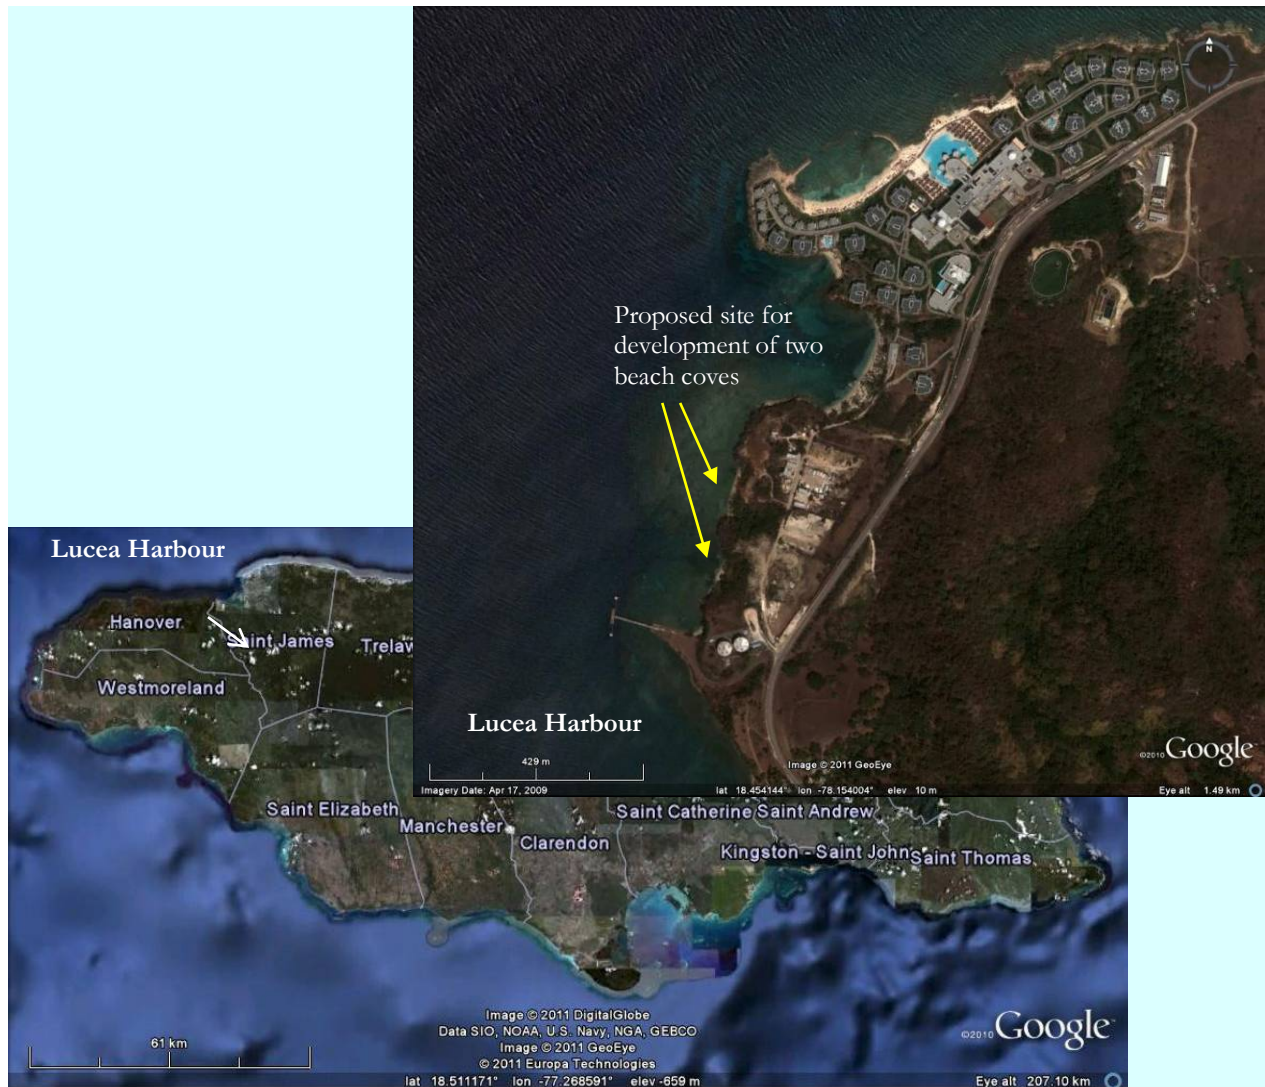 N
Proposed site for
development of two
beach coves
Lucea Harbour
429 m
Image © 2011 GeoEye
©2010 Google
Imagery Date: Apr 17, 2009
lat 18.454144° lon -78.154004° elev 10 m
Eye alt 1.49 km
Lucea Harbour
Hanover
Saint James
Trelaw
Westmoreland
Saint Elizabeth
Manchester
Clarendon
Saint Catherine
Saint Andrew
Kingston - Saint John
Saint Thomas
Image © 2011 DigitalGlobe
Data SIO, NOAA, U.S. Navy, NGA, GEBCO
Image © 2011 GeoEye
© 2011 Europa Technologies
©2010 Google
61 km
lat 18.511171° lon -77.268591° elev -659 m
Eye alt 207.10 km